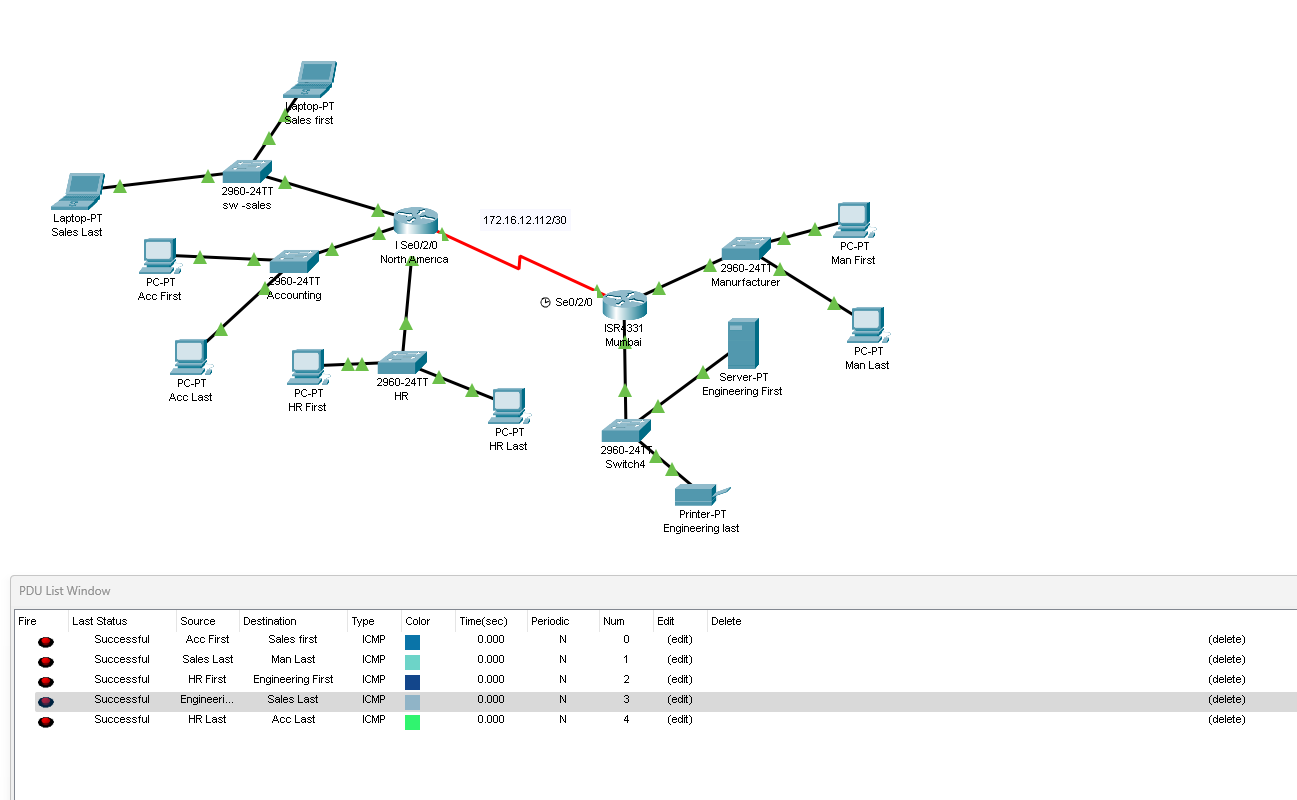 Laptop-PT
Sales first
2960-24TT
sw -sales
Laptop-PT
Sales Last
172.16.12.112/30
I Se0/2/0
North America
PC-PT
Man First
PC-PT
Acc First
2960-24TT
Accounting
2960-24TT
Manurfacturer
Se0/2/0
ISR4331
Mumbai
PC-PT
Man Last
PC-PT
Acc Last
PC-PT
HR First
2960-24TT
HR
Server-PT
Engineering First
PC-PT
HR Last
2960-24TT
Switch4
Printer-PT
Engineering last
PDU List Window
Fire Last Status Source Destination Type Color Time(sec) Periodic Num Edit Delete
Successful Acc First Sales first ICMP 0.000 N 0 (edit) (delete)
Successful Sales Last Man Last ICMP 0.000 N 1 (edit) (delete)
Successful HR First Engineering First ICMP 0.000 N 2 (edit) (delete)
Successful Engineeri... Sales Last ICMP 0.000 N 3 (edit) (delete)
Successful HR Last Acc Last ICMP 0.000 N 4 (edit) (delete)